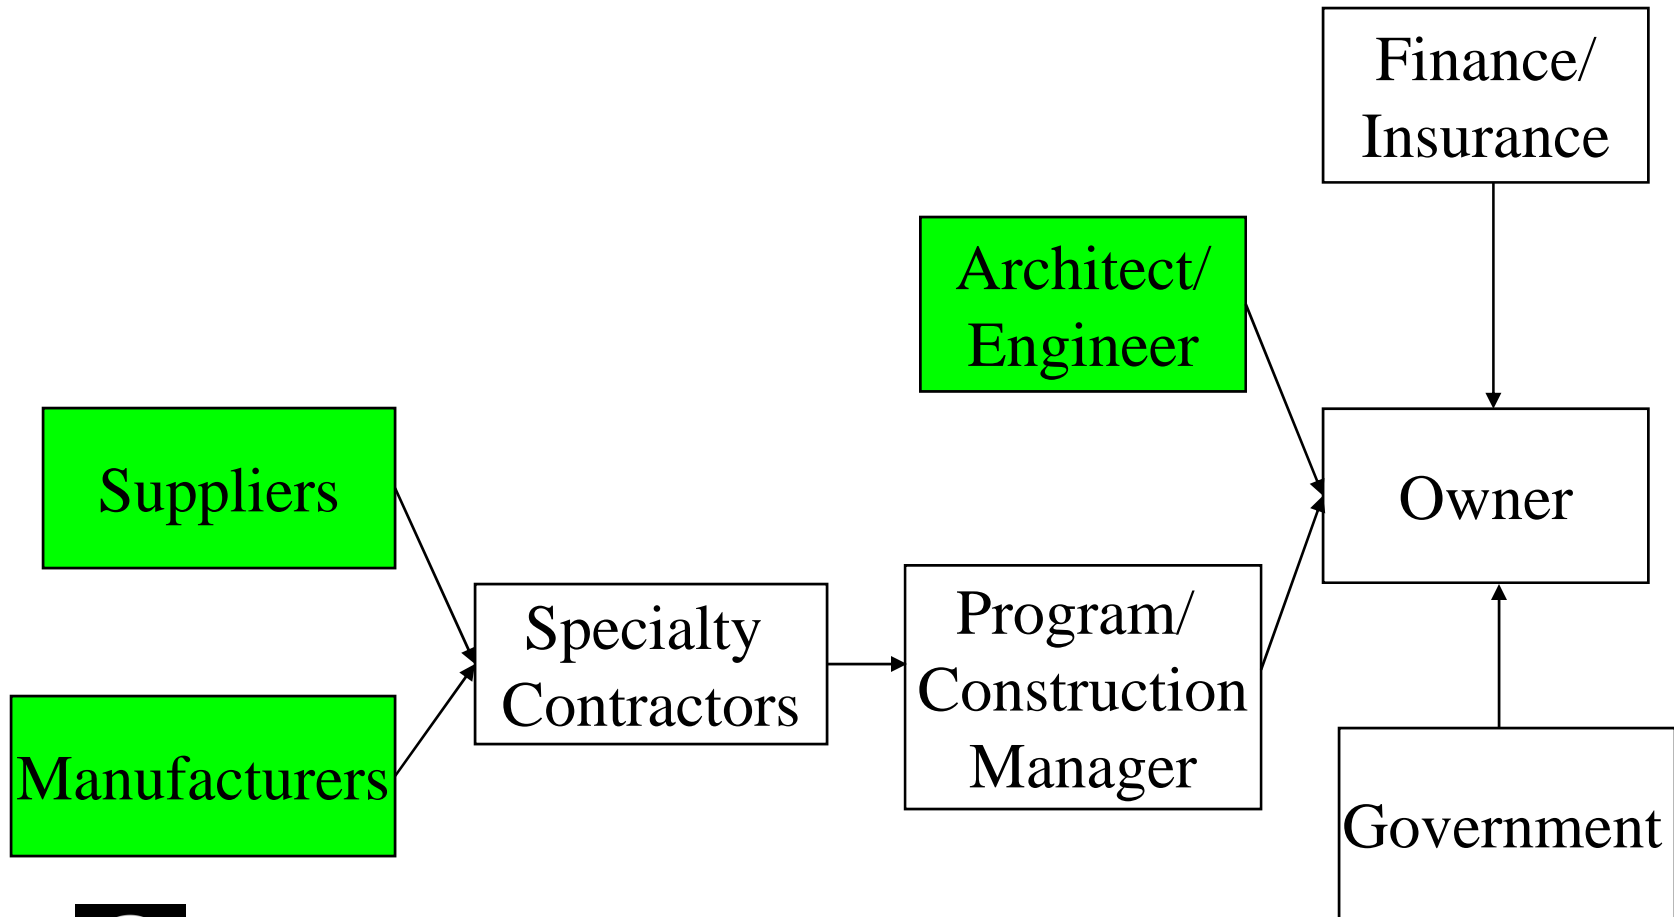 Finance/
Insurance
Architect/
Engineer
Suppliers
Owner
Specialty
Contractors
Program/
Construction
Manager
Manufacturers
Government